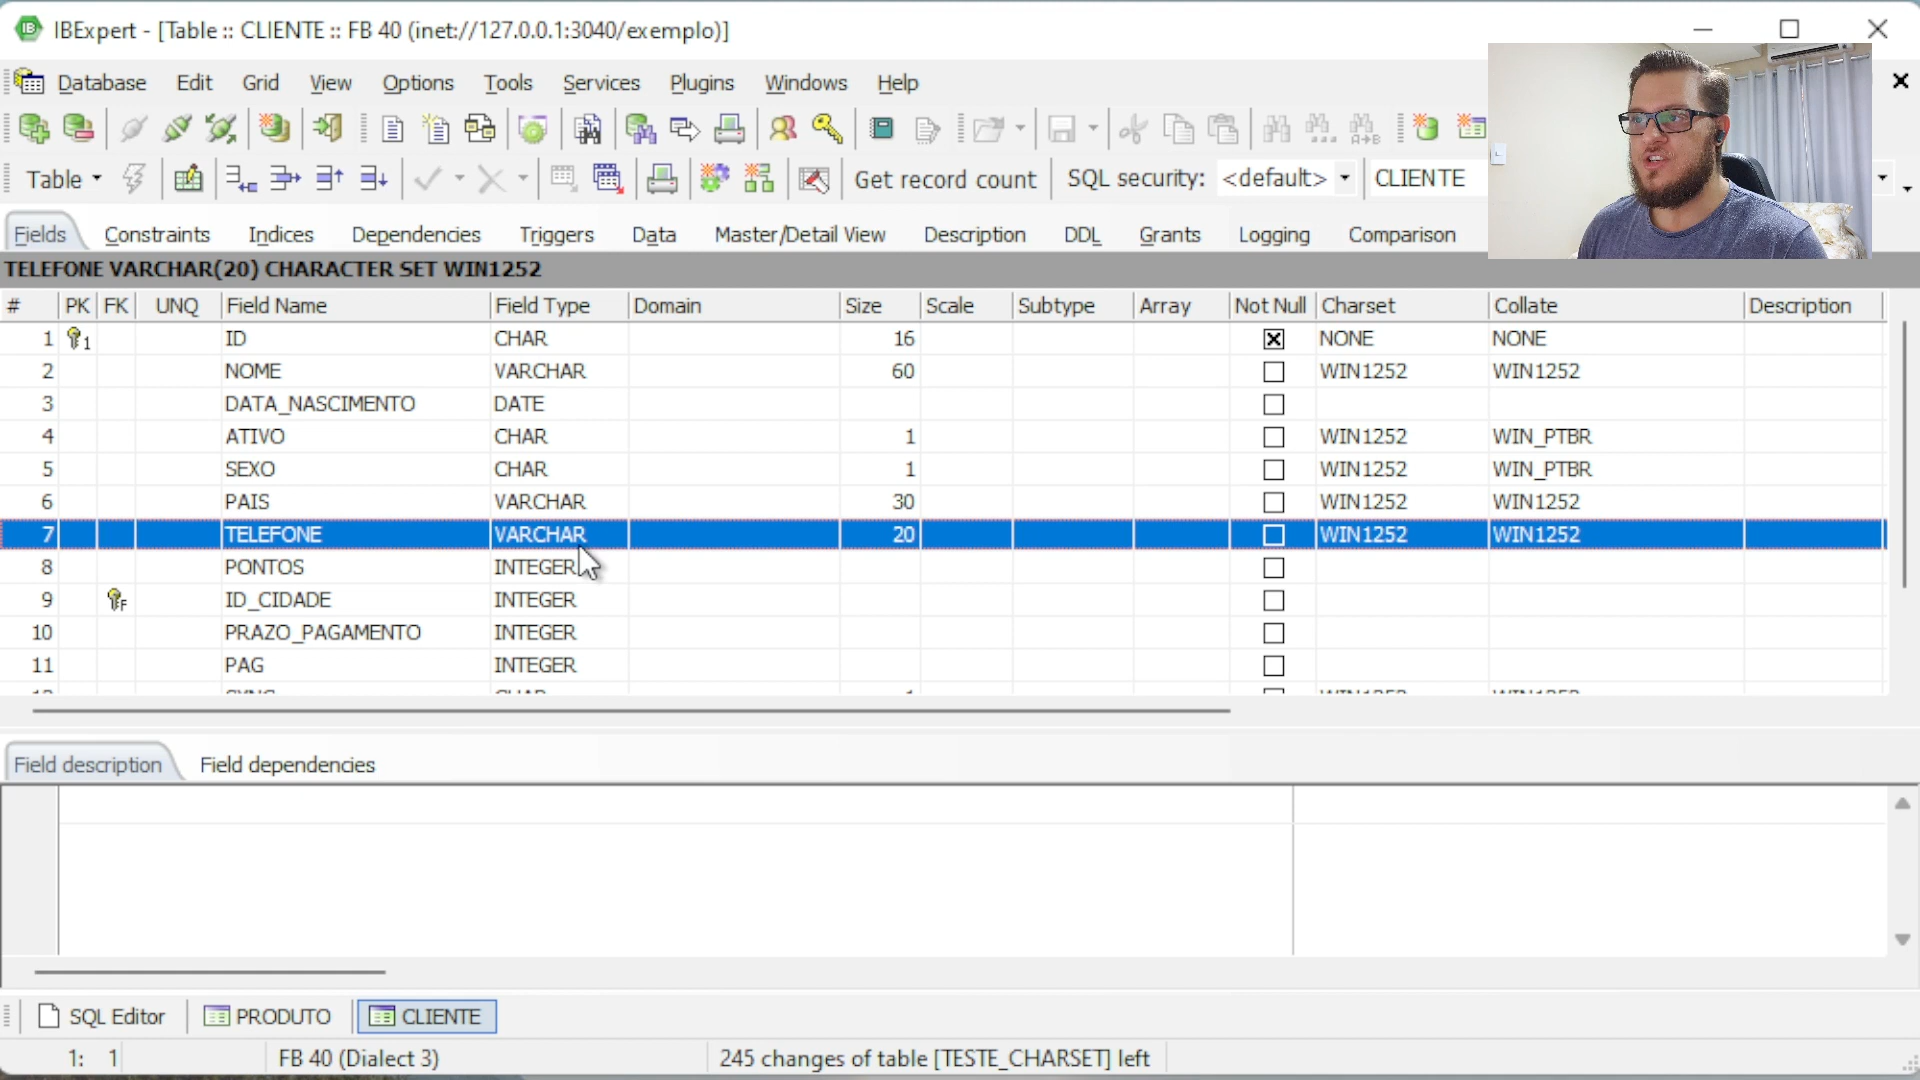 IBExpert - [Table :: CLIENTE :: FB 40 (inet://127.0.0.1:3040/exemplo)]
Database Edit Grid View Options Tools Services Plugins Windows Help
Table Get record count SQL security: <default> CLIENTE
Fields Constraints Indices Dependencies Triggers Data Master/Detail View Description DDL Grants Logging Comparison
TELEFONE VARCHAR(20) CHARACTER SET WIN1252
# PK FK UNQ Field Name Field Type Domain Size Scale Subtype Array Not Null Charset Collate Description
1 1 ID CHAR 16 NONE NONE
2 NOME VARCHAR 60 WIN1252 WIN1252
3 DATA_NASCIMENTO DATE
4 ATIVO CHAR 1 WIN1252 WIN_PTBR
5 SEXO CHAR 1 WIN1252 WIN_PTBR
6 PAIS VARCHAR 30 WIN1252 WIN1252
7 TELEFONE VARCHAR 20 WIN1252 WIN1252
8 PONTOS INTEGER
9 F ID_CIDADE INTEGER
10 PRAZO_PAGAMENTO INTEGER
11 PAG INTEGER
Field description Field dependencies
SQL Editor PRODUTO CLIENTE
1: 1 FB 40 (Dialect 3) 245 changes of table [TESTE_CHARSET] left